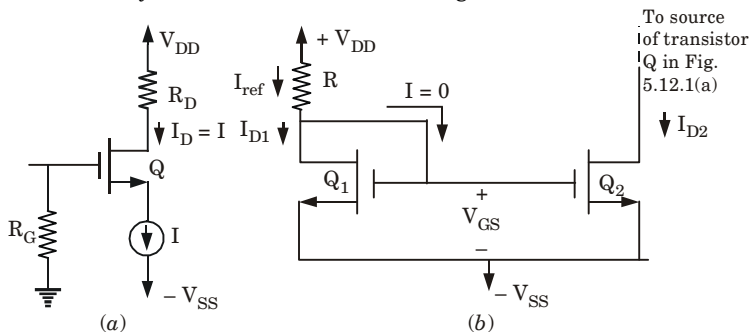 To source
of transistor
Q in Fig.
5.12.1(a)
V_DD
R_D
I_D = I
Q
R_G
I
– V_SS
(a)
+ V_DD
I_ref
R
I = 0
I_D1
I_D2
Q_1
Q_2
+
V_GS
–
– V_SS
(b)